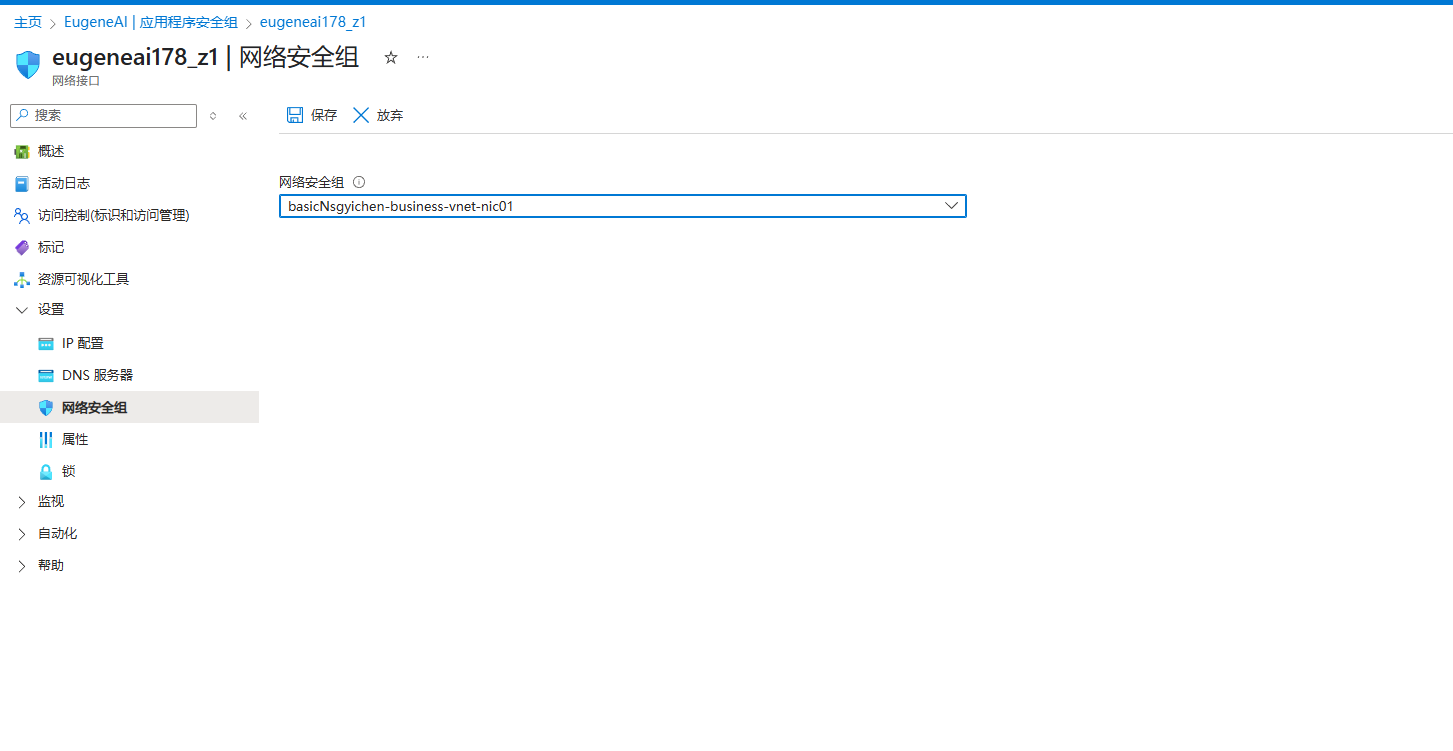 主页 > EugeneAI | 应用程序安全组 > eugeneai178_z1
eugeneai178_z1 | 网络安全组
网络接口
搜索
保存 放弃
概述
活动日志
访问控制(标识和访问管理)
标记
资源可视化工具
设置
IP 配置
DNS 服务器
网络安全组
属性
锁
监视
自动化
帮助
网络安全组
basicNsgyichen-business-vnet-nic01